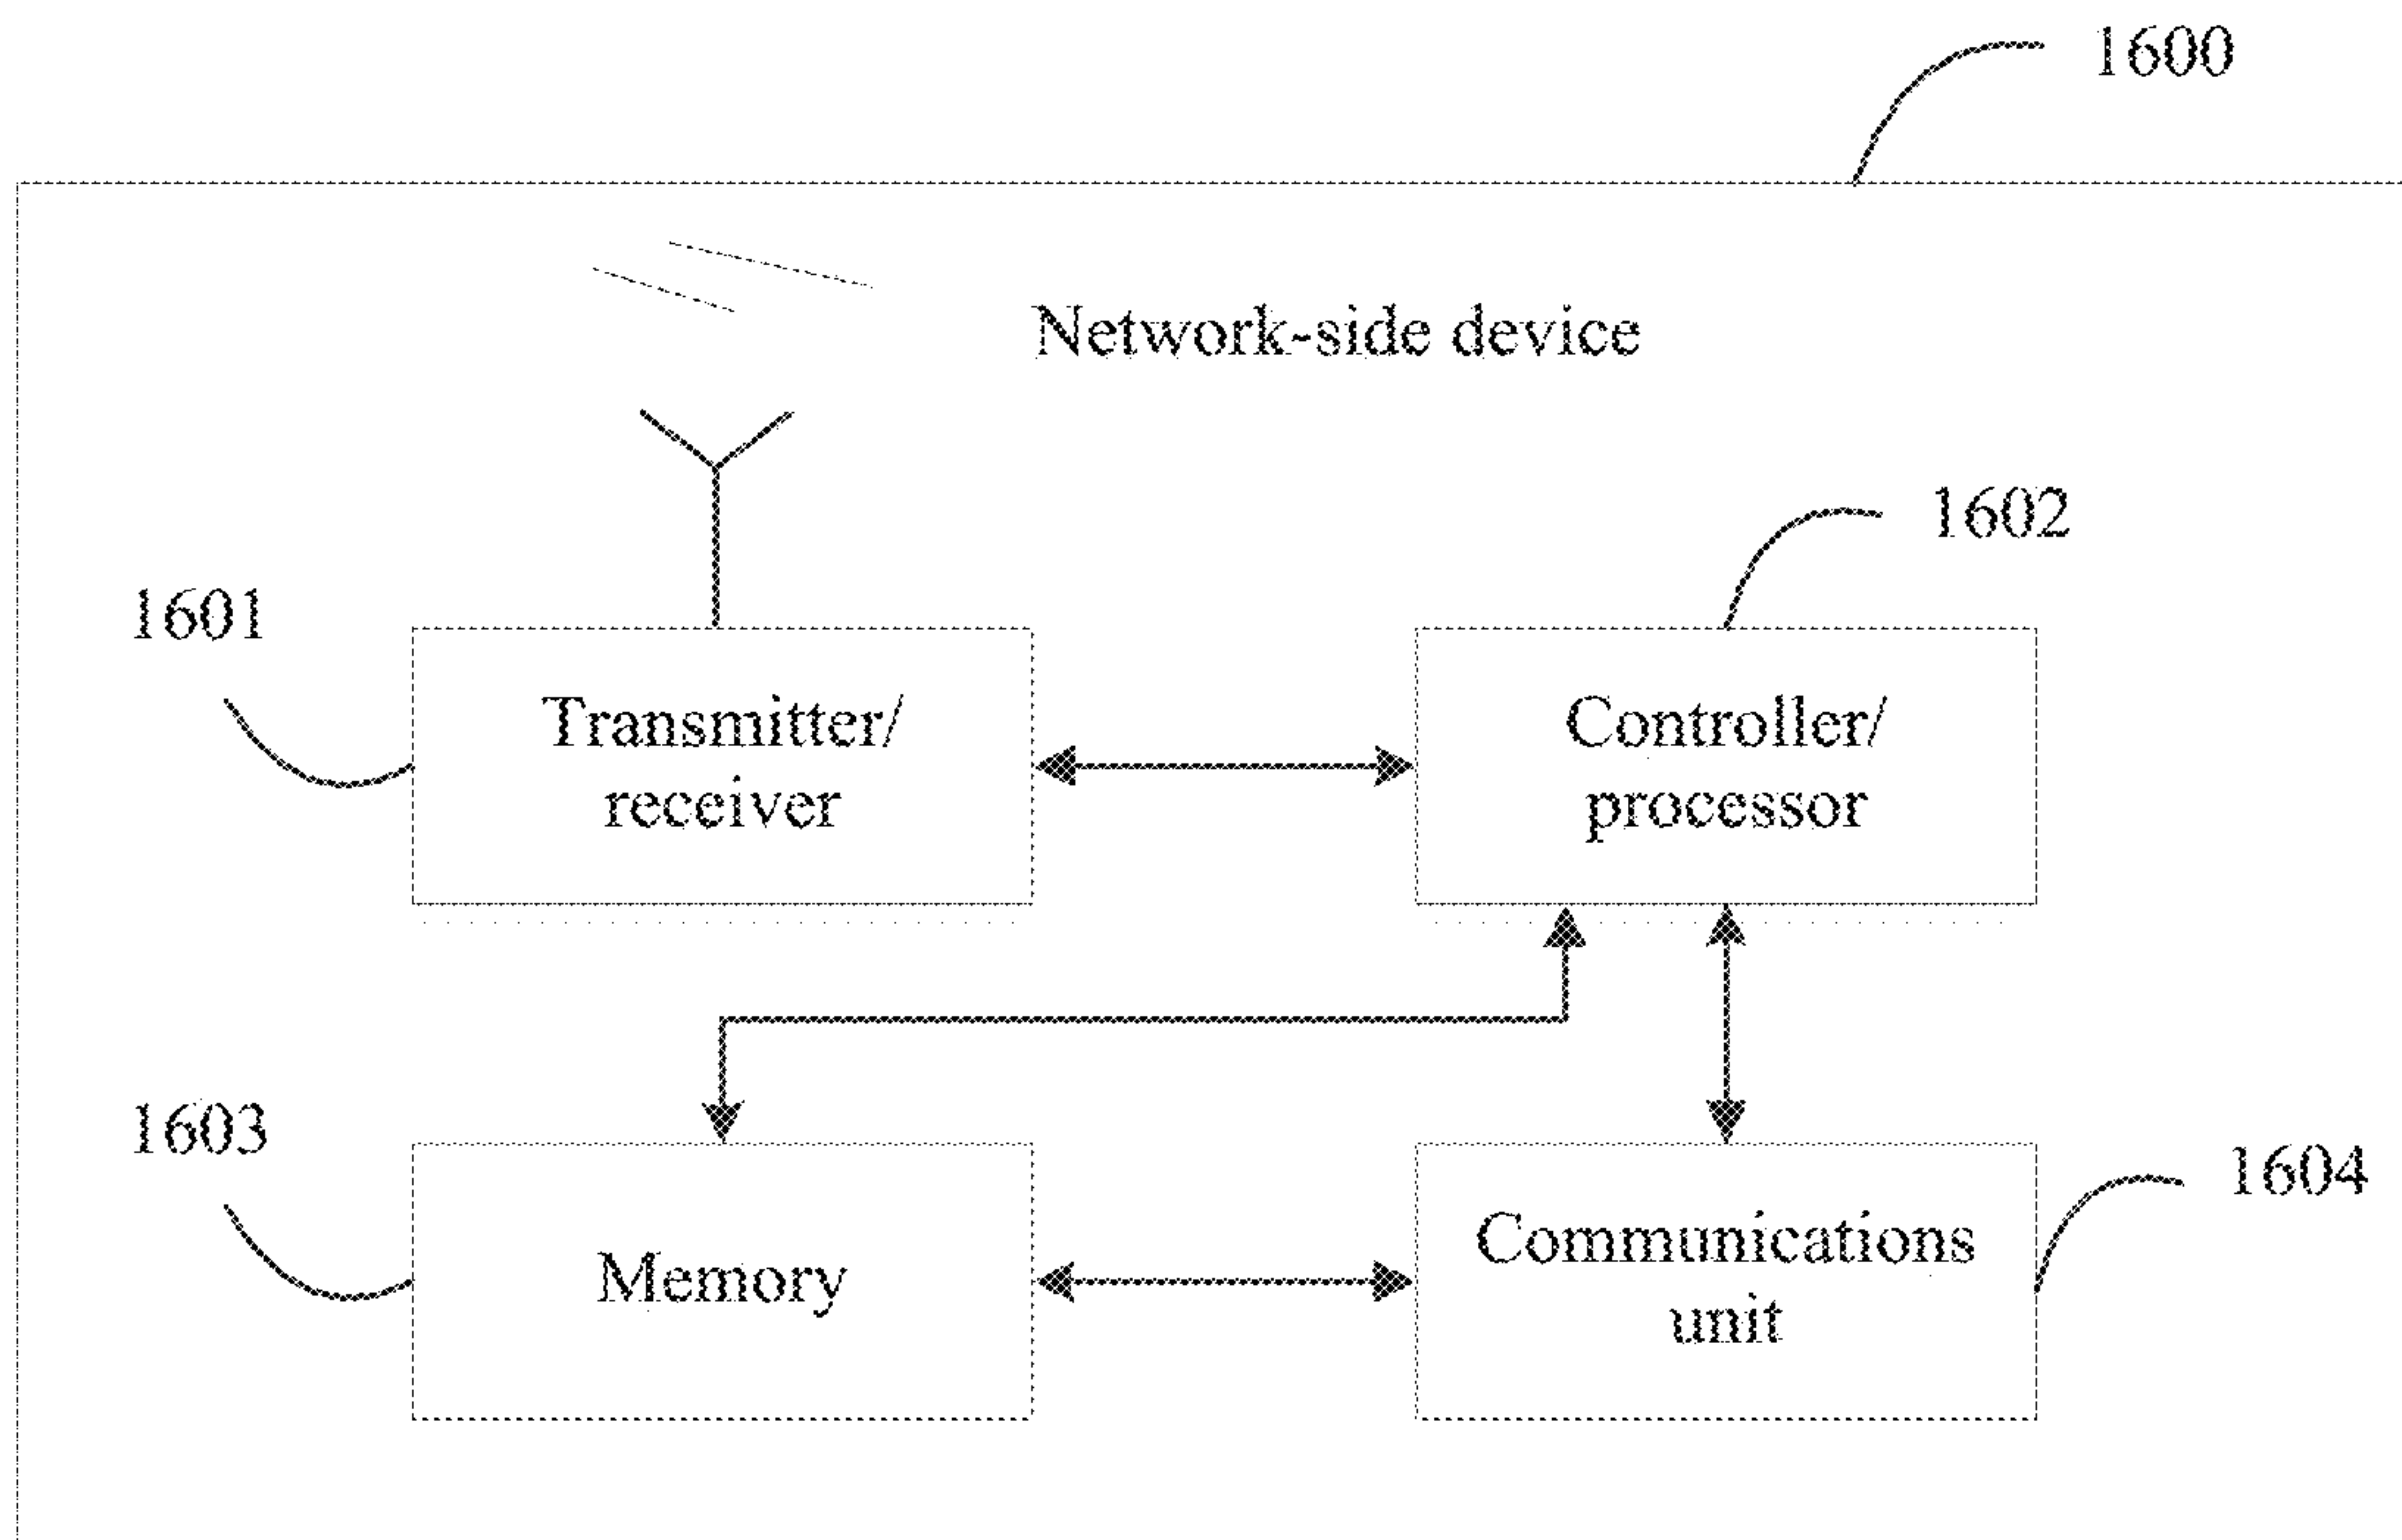 1600
Network-side device
1602
1601
Transmitter/
receiver
Controller/
processor
1603
1604
Memory
Communications
unit